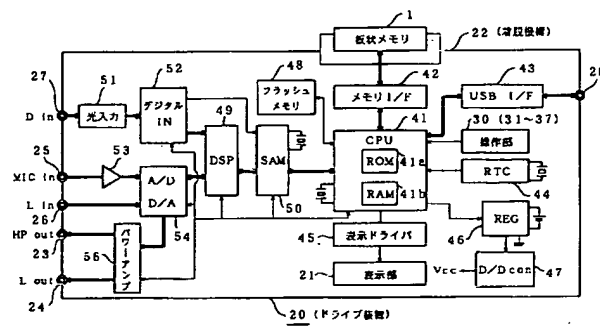 1
板状メモリ
22 (着脱機構)
27
51
52
48
42
43
D in
光入力
デジタル
IN
フラッシュ
メモリ
メモリI/F
USB I/F
49
41
25
53
DSP
SAM
CPU
ROM
41a
RAM
41b
30 (31〜37)
操作部
RTC
44
MIC in
A/D
D/A
L in
26
50
54
HP out
23
56
パワーアンプ
45
表示ドライバ
REG
46
L out
24
21
表示部
Vcc
D/Dcon
47
20 (ドライブ装置)